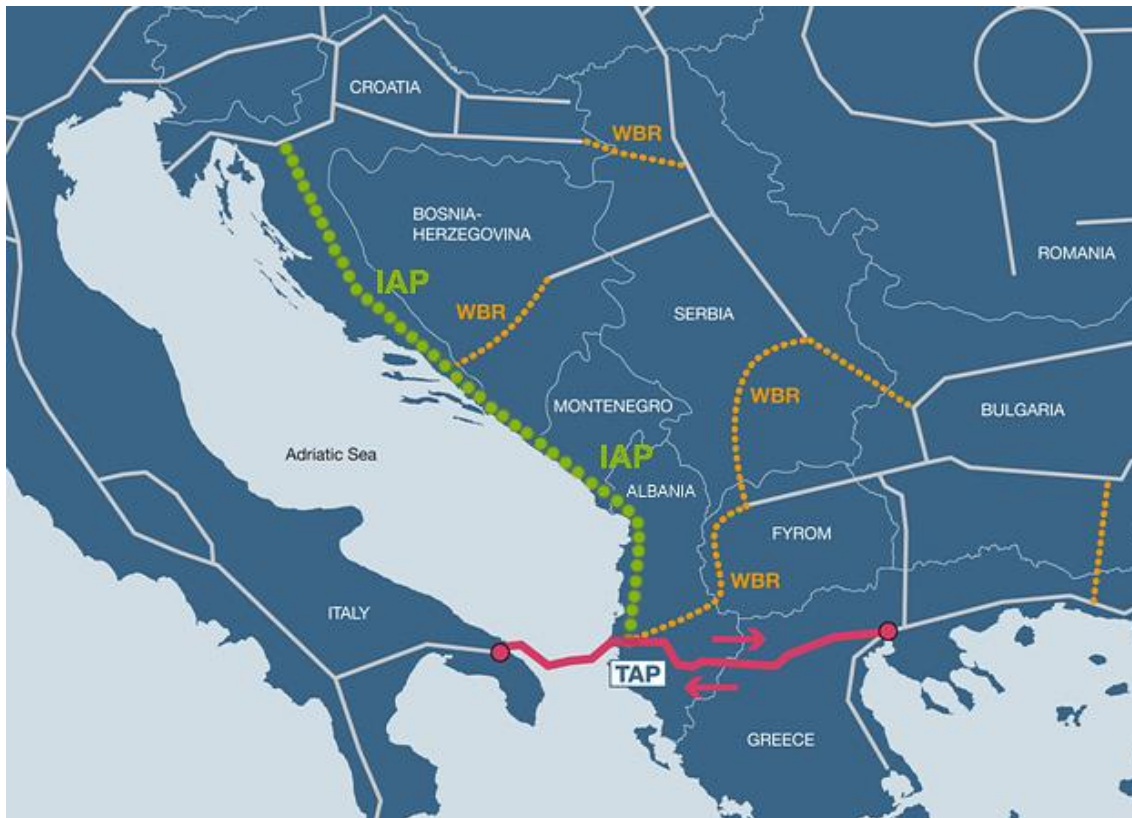 CROATIA
WBR
BOSNIA-
HERZEGOVINA
ROMANIA
IAP
WBR
SERBIA
WBR
MONTENEGRO
BULGARIA
Adriatic Sea
IAP
ALBANIA
FYROM
WBR
ITALY
TAP
GREECE